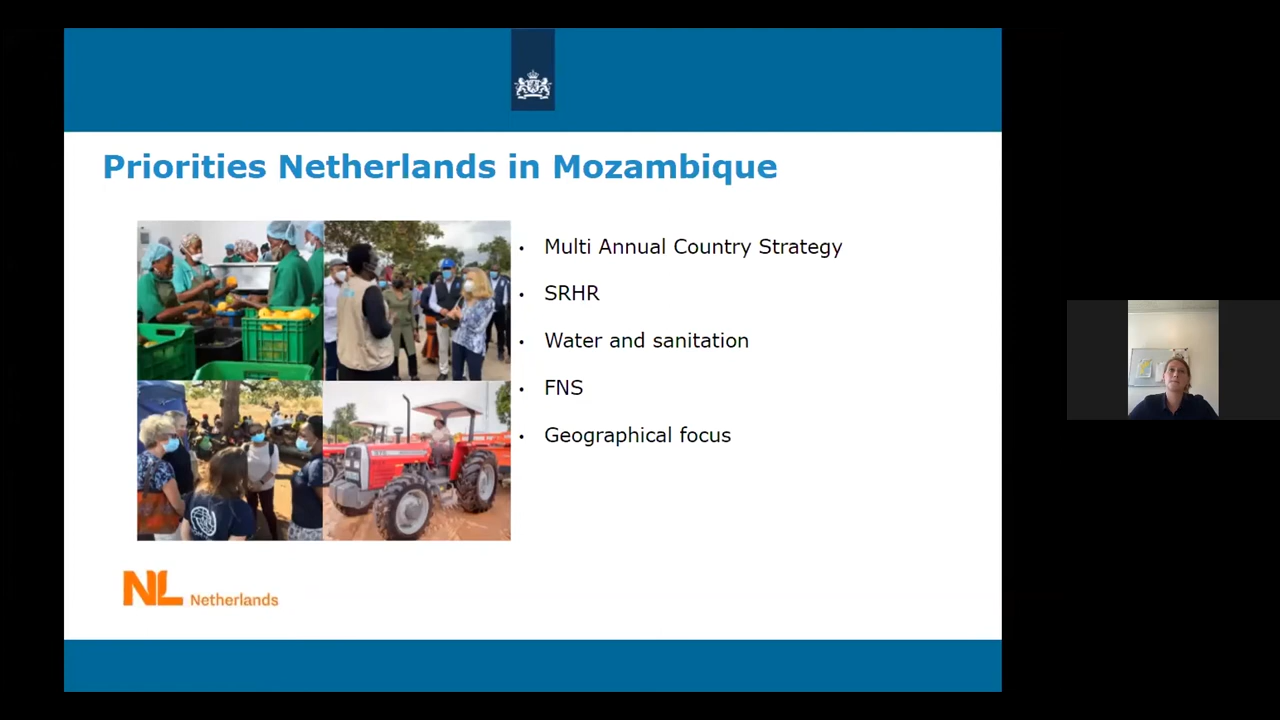 Priorities Netherlands in Mozambique
• Multi Annual Country Strategy
• SRHR
• Water and sanitation
• FNS
• Geographical focus
NL Netherlands